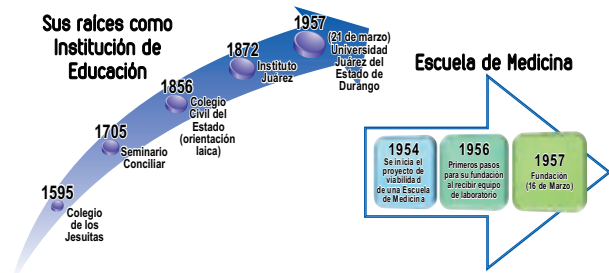 Sus raíces como
Institución de
Educación
1595
Colegio
de los
Jesuitas
1705
Seminario
Conciliar
1856
Colegio
Civil del
Estado
(orientación
laica)
1872
Instituto
Juárez
1957
(21 de marzo)
Universidad
Juárez del
Estado de
Durango
Escuela de Medicina
1954
Se inicia el
proyecto de
viabilidad
de una Escuela
de Medicina
1956
Primeros pasos
para su fundación
al recibir equipo
de laboratorio
1957
Fundación
(16 de Marzo)